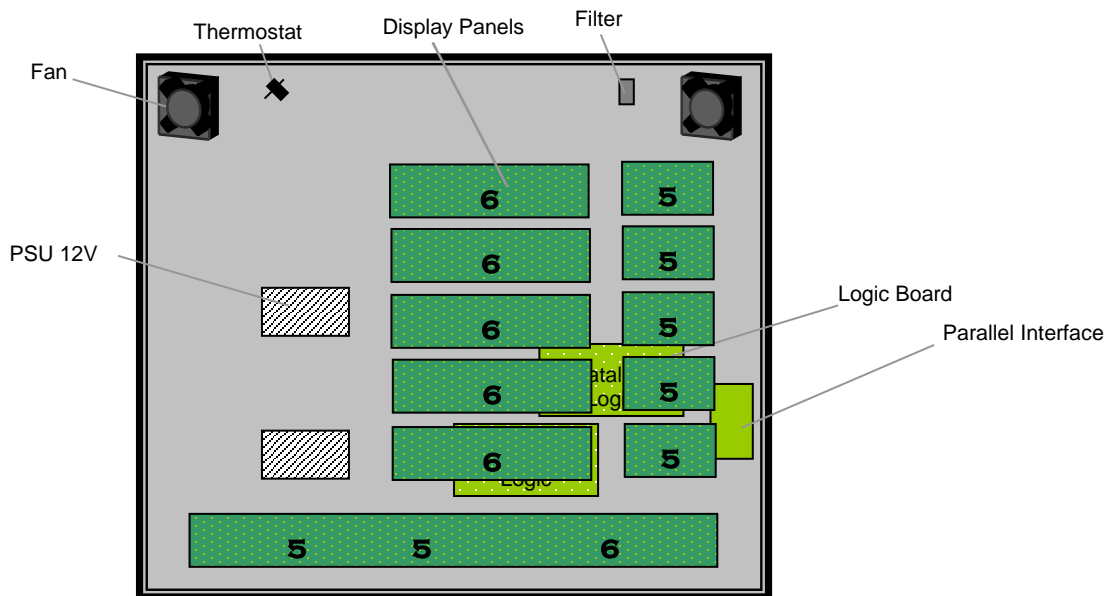 Filter
Thermostat
Display Panels
Fan
6 5
6 5
PSU 12V
6 5
Logic Board
Parallel Interface
6 5
6 5
Logic
5 5 6